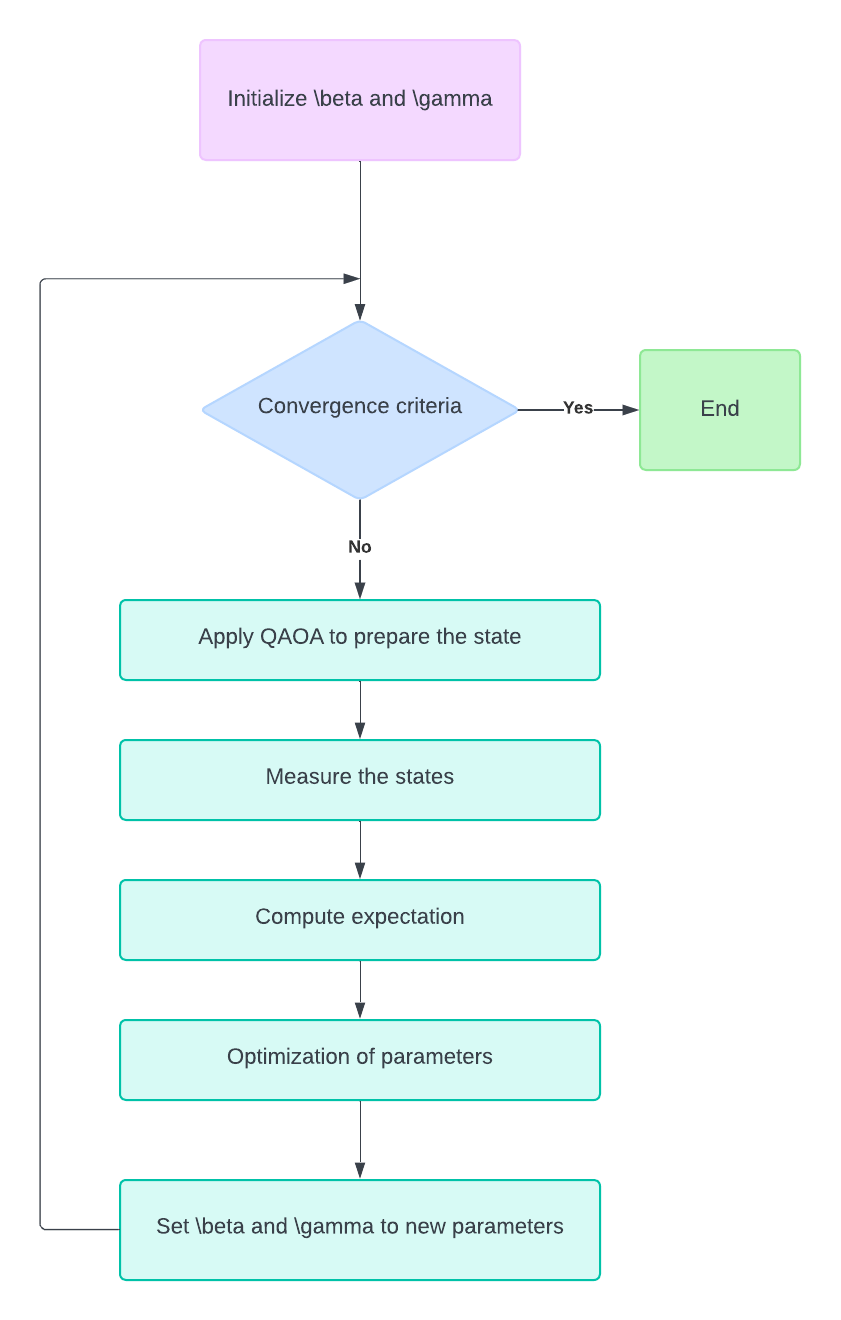 Initialize \beta and \gamma
Convergence criteria
Yes
End
No
Apply QAOA to prepare the state
Measure the states
Compute expectation
Optimization of parameters
Set \beta and \gamma to new parameters